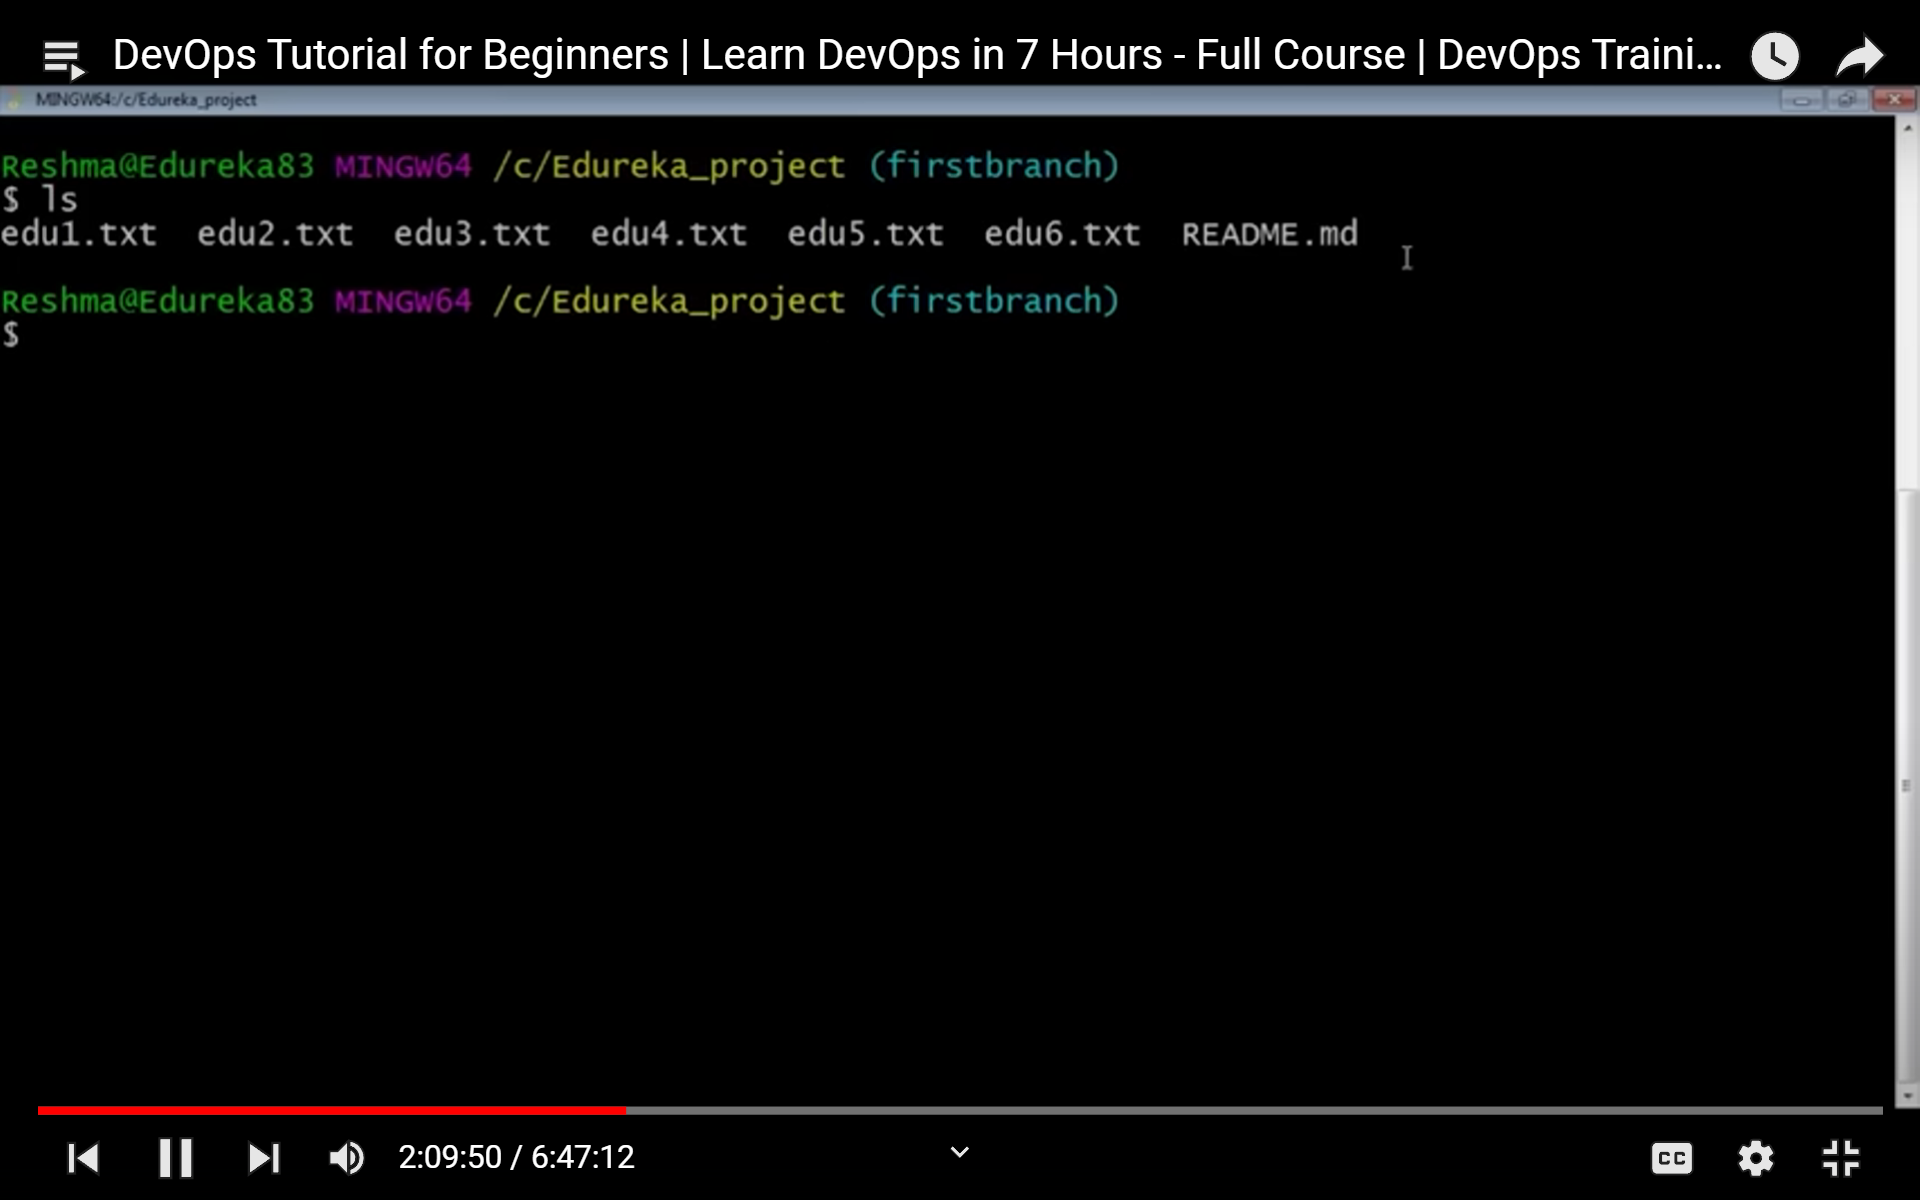 DevOps Tutorial for Beginners | Learn DevOps in 7 Hours - Full Course | DevOps Traini...
MINGW64:/c/Edureka_project
Reshma@Edureka83 MINGW64 /c/Edureka_project (firstbranch)
$ ls
edu1.txt  edu2.txt  edu3.txt  edu4.txt  edu5.txt  edu6.txt  README.md
Reshma@Edureka83 MINGW64 /c/Edureka_project (firstbranch)
$
2:09:50 / 6:47:12
CC